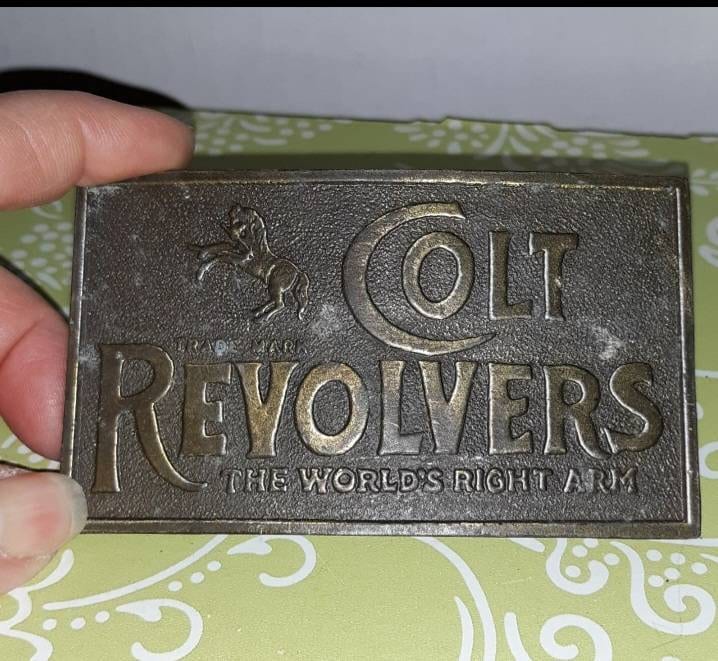 COLT
TRADE MARK
REVOLVERS
THE WORLD'S RIGHT ARM